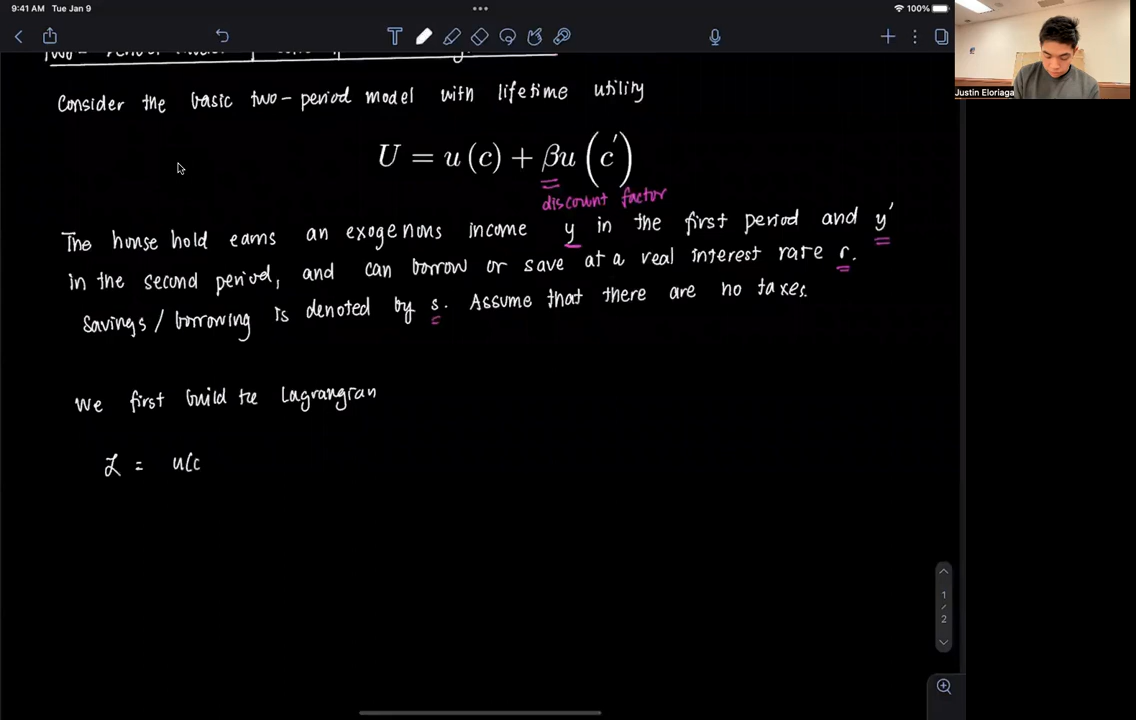 9:41 AM Tue Jan 9
100%
Consider the basic two-period model with lifetime utility
U = u (c) + βu (c′)
discount factor
The household earns an exogenous income y in the first period and y′
in the second period, and can borrow or save at a real interest rate r.
Savings / borrowing is denoted by s. Assume that there are no taxes.
We first build the Lagrangian
ℒ = u(c
1
/
2
Justin Eloriaga